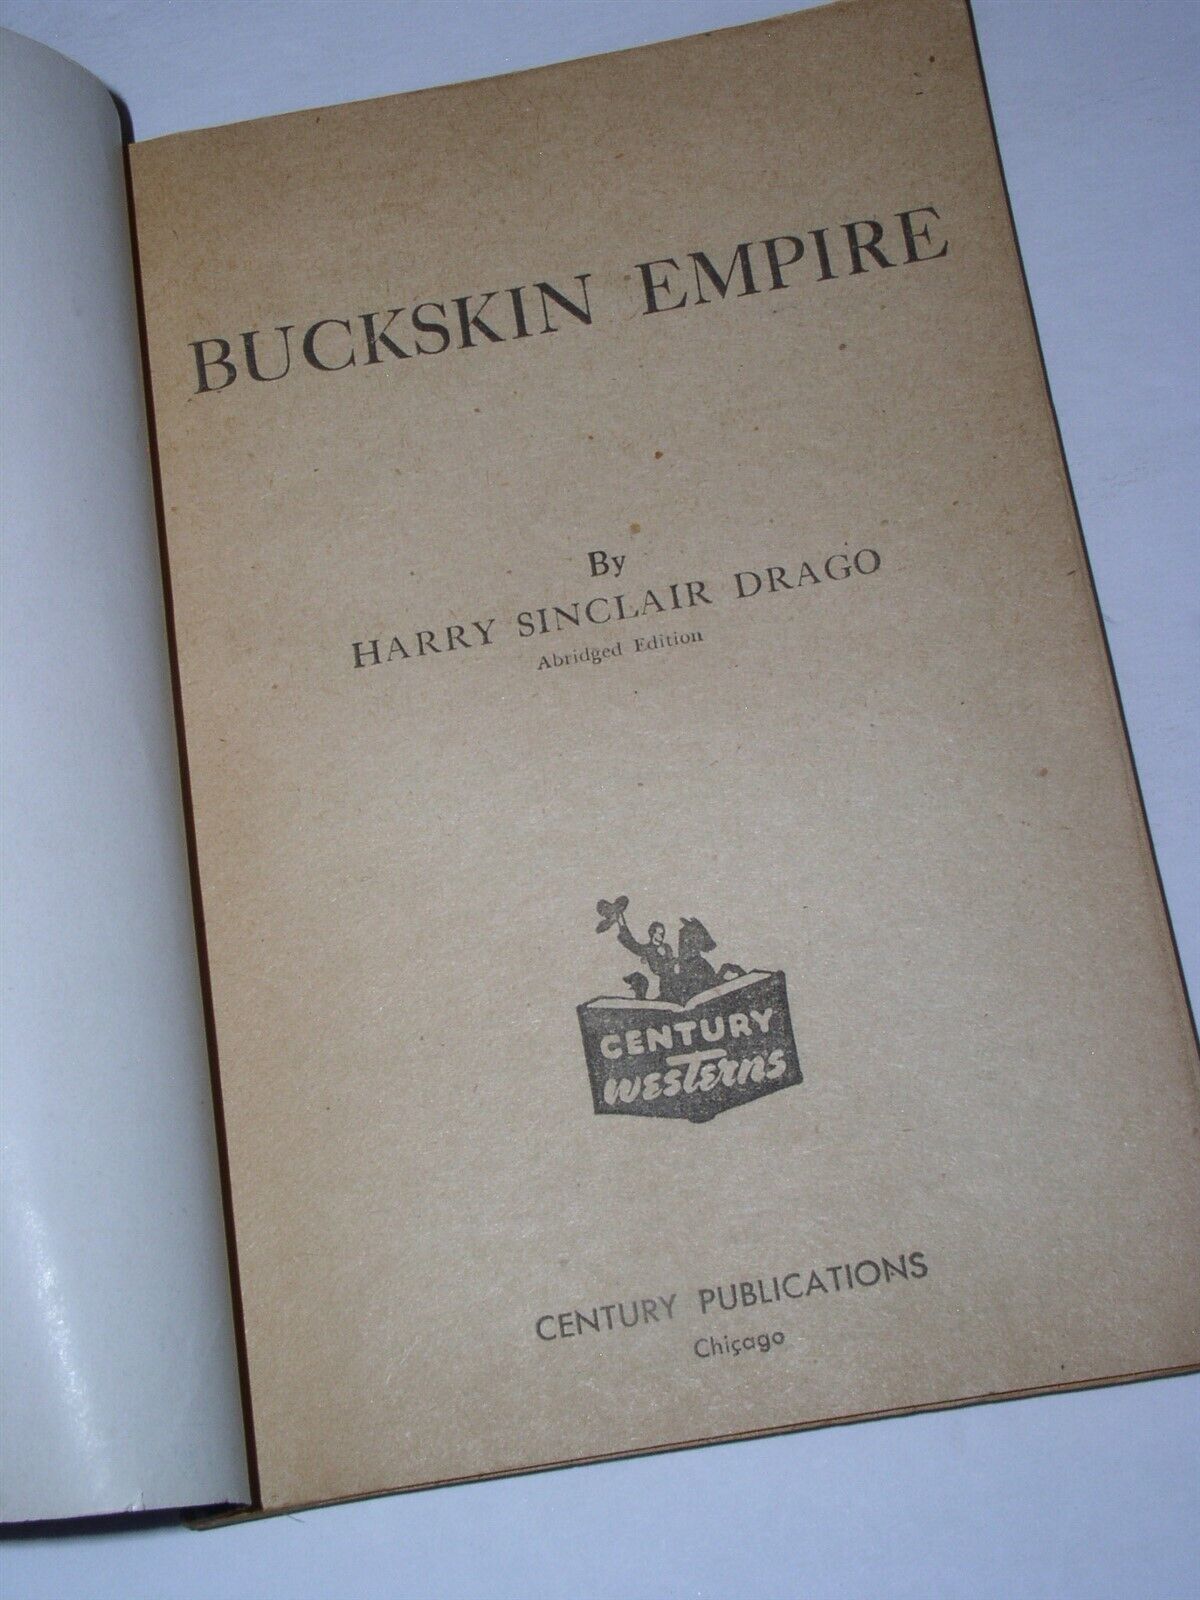 BUCKSKIN EMPIRE
By
HARRY SINCLAIR DRAGO
Abridged Edition
CENTURY
WESTERNS
CENTURY PUBLICATIONS
Chicago